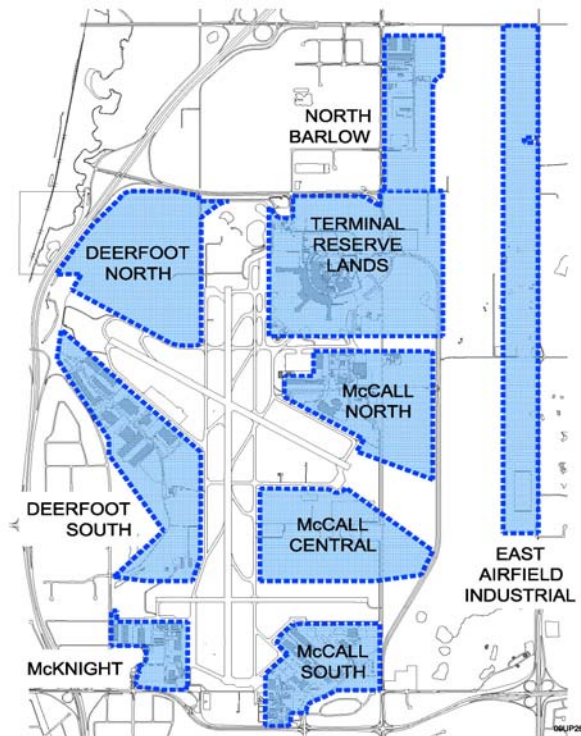 NORTH
BARLOW
TERMINAL
RESERVE
LANDS
DEERFOOT
NORTH
McCALL
NORTH
DEERFOOT
SOUTH
McCALL
CENTRAL
EAST
AIRFIELD
INDUSTRIAL
McCALL
SOUTH
McKNIGHT